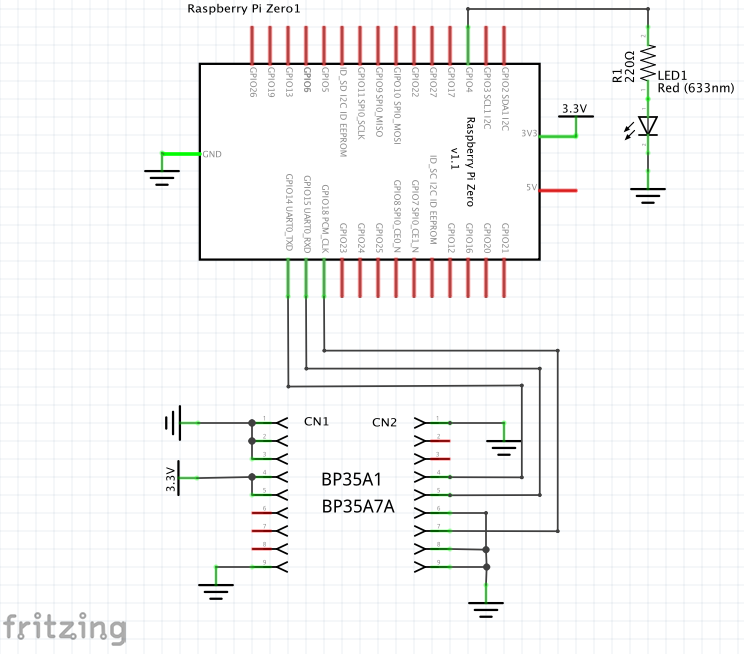 Raspberry Pi Zero1
GPIO26
GPIO19
GPIO13
GPIO6
GPIO5
ID_SD I2C ID EEPROM
GPIO11 SPI0_SCLK
GPIO9 SPI0_MISO
GIPO10 SPI0_MOSI
GPIO22
GPIO27
GPIO17
GPIO4
GPIO3 SCL1 I2C
GPIO2 SDA1 I2C
R1
220Ω
LED1
Red (633nm)
3.3V
3V3
5V
GND
Raspberry Pi Zero
v1.1
GPIO14 UART0_TXD
GPIO15 UART0_RXD
GPIO18 PCM_CLK
GPIO23
GPIO24
GPIO25
GPIO8 SPI0_CE0_N
GPIO7 SPI0_CE1_N
ID_SC I2C ID EEPROM
GPIO12
GPIO16
GPIO20
GPIO21
CN1
CN2
1
2
3
4
5
6
7
8
9
1
2
3
4
5
6
7
8
9
3.3V
BP35A1
BP35A7A
fritzing